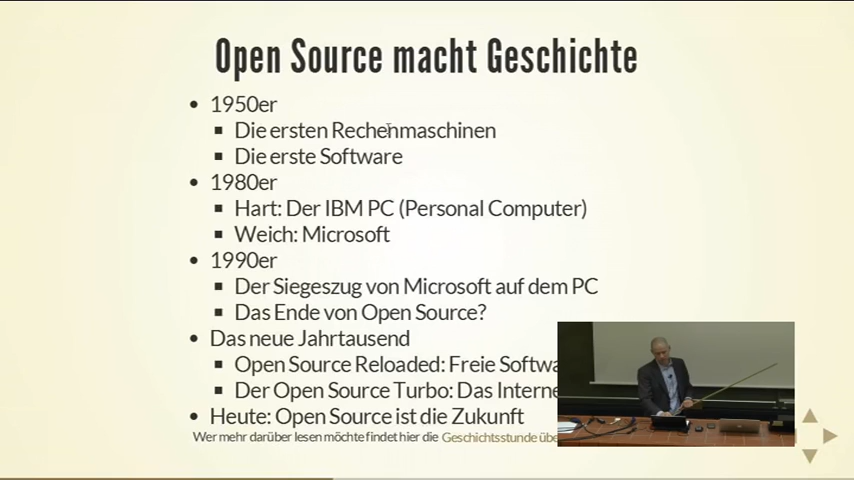 Open Source macht Geschichte
• 1950er
▪ Die ersten Rechenmaschinen
▪ Die erste Software
• 1980er
▪ Hart: Der IBM PC (Personal Computer)
▪ Weich: Microsoft
• 1990er
▪ Der Siegeszug von Microsoft auf dem PC
▪ Das Ende von Open Source?
• Das neue Jahrtausend
▪ Open Source Reloaded: Freie
▪ Der Open Source Turbo: Das
• Heute: Open Source ist die Zukunft
Wer mehr darüber lesen möchte findet hier die Geschichtsstunde